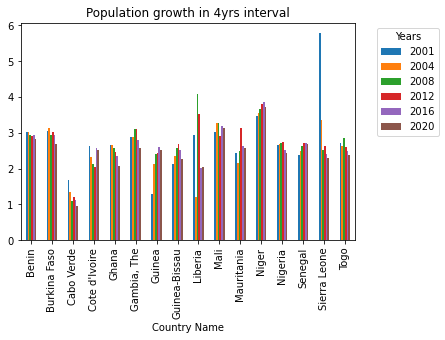 Population growth in 4yrs interval
6
5
4
3
2
1
0
Benin
Burkina Faso
Cabo Verde
Cote d'Ivoire
Ghana
Gambia, The
Guinea
Guinea-Bissau
Liberia
Mali
Mauritania
Niger
Nigeria
Senegal
Sierra Leone
Togo
Country Name
Years
2001
2004
2008
2012
2016
2020